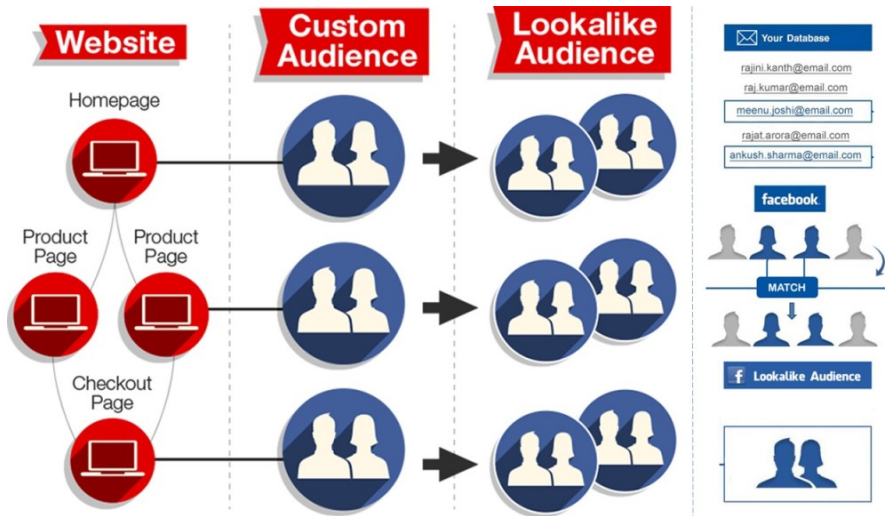 Website
Custom
Audience
Lookalike
Audience
Homepage
Product
Page
Product
Page
Checkout
Page
Your Database
rajini.kanth@email.com
raj.kumar@email.com
meenu.joshi@email.com
rajat.arora@email.com
ankush.sharma@email.com
facebook
MATCH
f Lookalike Audience